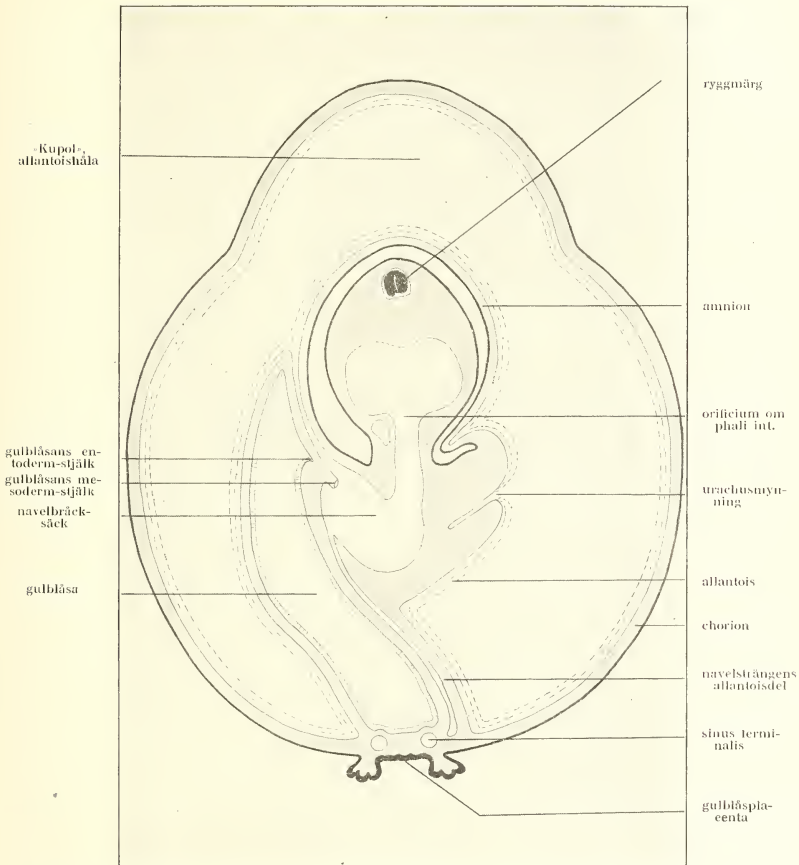 »Kupol»,
allantoishåla
gulblåsans en-
toderm-stjälk
gulblåsans me-
soderm-stjälk
navelbråck-
säck
gulblåsa
ryggmärg
amnion
orificium om
phali int.
urachusmyn-
ning
allantois
chorion
navelsträngens
allantoisdel
sinus termi-
nalis
gulblåspla-
centa